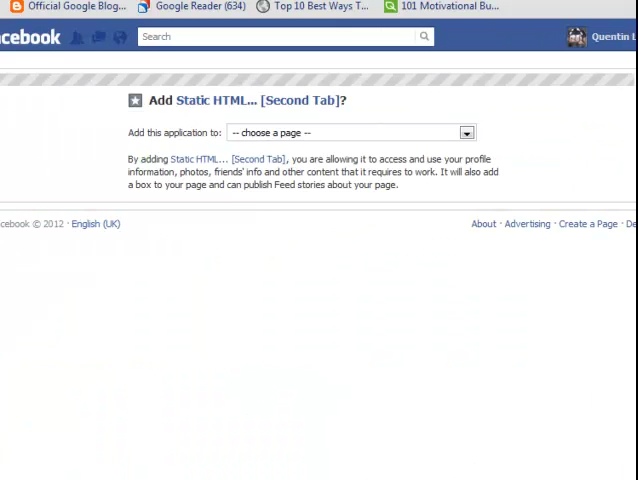 Official Google Blog... Google Reader (634) Top 10 Best Ways T... 101 Motivational Bu...
acebook Search Quentin
Add Static HTML... [Second Tab]?
Add this application to: -- choose a page --
By adding Static HTML... [Second Tab], you are allowing it to access and use your profile
information, photos, friends' info and other content that it requires to work. It will also add
a box to your page and can publish Feed stories about your page.
cebook © 2012 · English (UK) About · Advertising · Create a Page · De